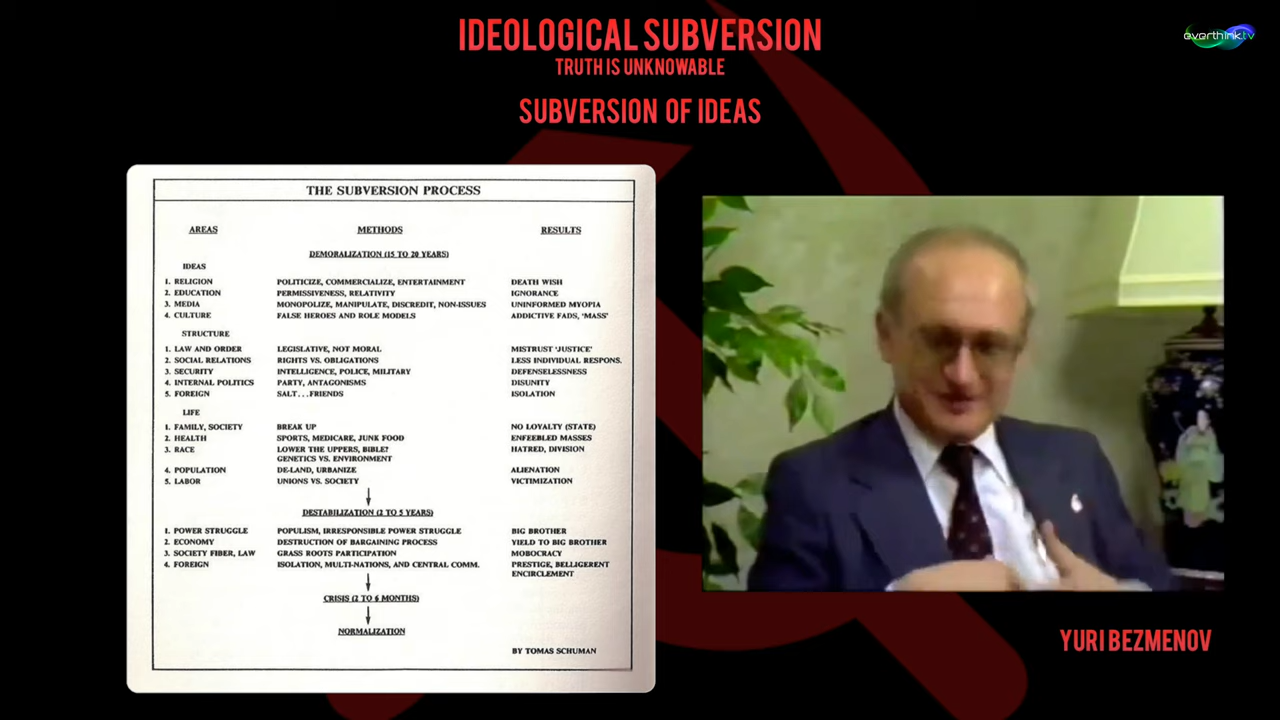 IDEOLOGICAL SUBVERSION
TRUTH IS UNKNOWABLE
SUBVERSION OF IDEAS
overthink.tv
THE SUBVERSION PROCESS
AREAS METHODS RESULTS
DEMORALIZATION (15 TO 20 YEARS)
IDEAS
1. RELIGION POLITICIZE, COMMERCIALIZE, ENTERTAINMENT DEATH WISH
2. EDUCATION PERMISSIVENESS, RELATIVITY IGNORANCE
3. MEDIA MONOPOLIZE, MANIPULATE, DISCREDIT, NON-ISSUES UNINFORMED MYOPIA
4. CULTURE FALSE HEROES AND ROLE MODELS ADDICTIVE FADS, 'MASS'
STRUCTURE
1. LAW AND ORDER LEGISLATIVE, NOT MORAL MISTRUST 'JUSTICE'
2. SOCIAL RELATIONS RIGHTS VS. OBLIGATIONS LESS INDIVIDUAL RESPONS.
3. SECURITY INTELLIGENCE, POLICE, MILITARY DEFENSELESSNESS
4. INTERNAL POLITICS PARTY, ANTAGONISMS DISUNITY
5. FOREIGN SALT...FRIENDS ISOLATION
LIFE
1. FAMILY, SOCIETY BREAK UP NO LOYALTY (STATE)
2. HEALTH SPORTS, MEDICARE, JUNK FOOD ENFEEBLED MASSES
3. RACE LOWER THE UPPERS, BIBLE? HATRED, DIVISION
GENETICS VS. ENVIRONMENT
4. POPULATION DE-LAND, URBANIZE ALIENATION
5. LABOR UNIONS VS. SOCIETY VICTIMIZATION
DESTABILIZATION (2 TO 5 YEARS)
1. POWER STRUGGLE POPULISM, IRRESPONSIBLE POWER STRUGGLE BIG BROTHER
2. ECONOMY DESTRUCTION OF BARGAINING PROCESS YIELD TO BIG BROTHER
3. SOCIETY FIBER, LAW GRASS ROOTS PARTICIPATION MOBOCRACY
4. FOREIGN ISOLATION, MULTI-NATIONS, AND CENTRAL COMM. PRESTIGE, BELLIGERENT
ENCIRCLEMENT
CRISIS (2 TO 6 MONTHS)
NORMALIZATION
BY TOMAS SCHUMAN
YURI BEZMENOV